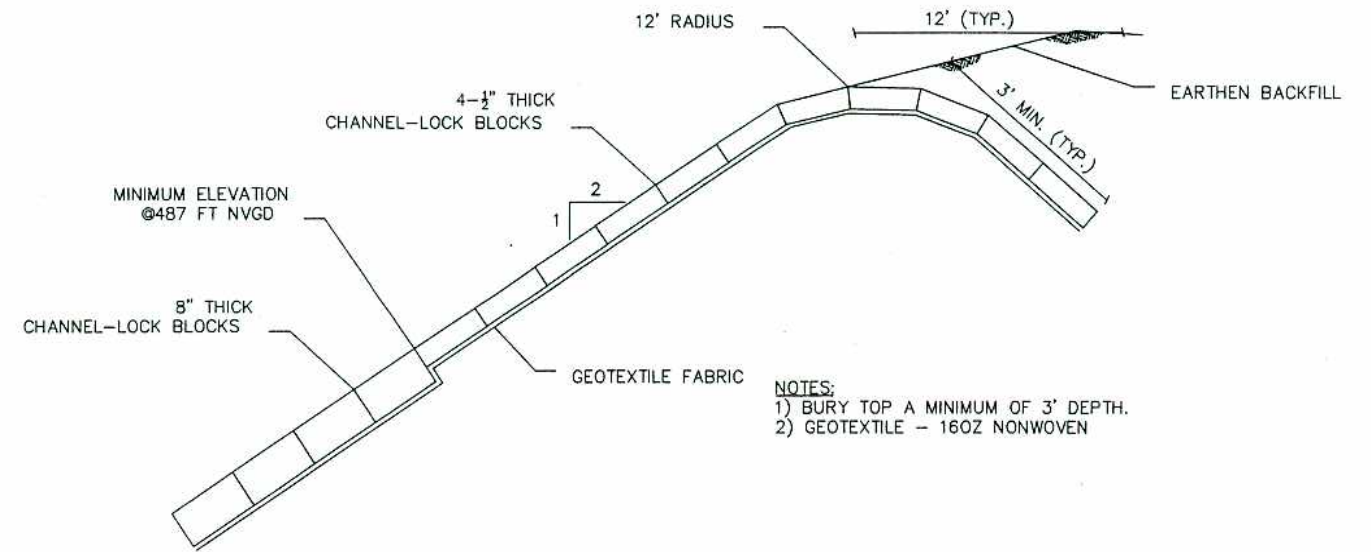 12' RADIUS
12' (TYP.)
EARTHEN BACKFILL
3' MIN. (TYP.)
4-½" THICK
CHANNEL-LOCK BLOCKS
2
1
MINIMUM ELEVATION
@487 FT NVGD
8" THICK
CHANNEL-LOCK BLOCKS
GEOTEXTILE FABRIC
NOTES:
1) BURY TOP A MINIMUM OF 3' DEPTH.
2) GEOTEXTILE - 16OZ NONWOVEN